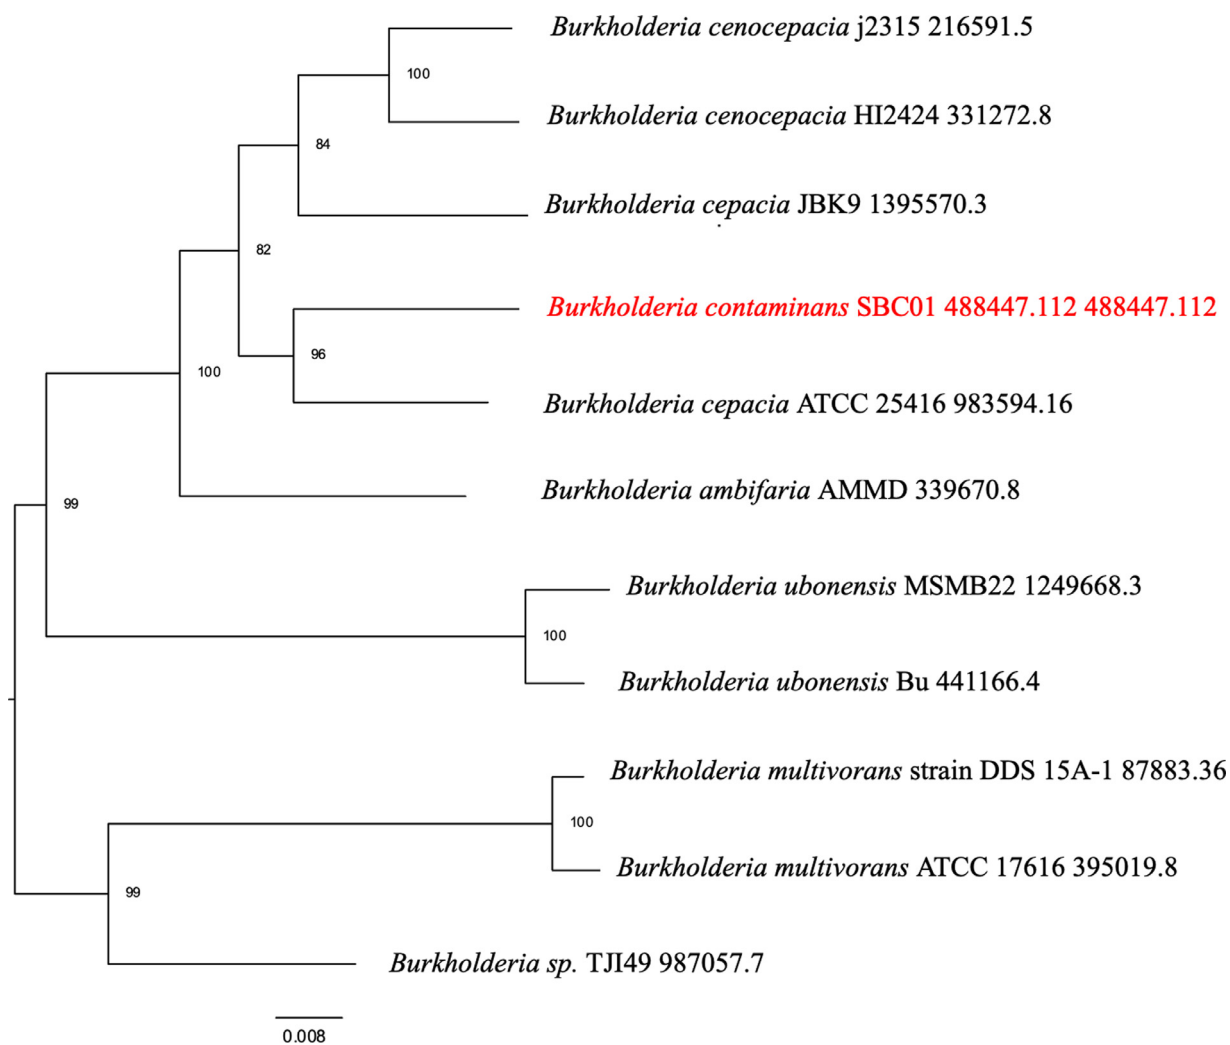 Burkholderia cenocepacia j2315 216591.5
100
Burkholderia cenocepacia HI2424 331272.8
84
Burkholderia cepacia JBK9 1395570.3
82
Burkholderia contaminans SBC01 488447.112 488447.112
96
100
Burkholderia cepacia ATCC 25416 983594.16
Burkholderia ambifaria AMMD 339670.8
99
Burkholderia ubonensis MSMB22 1249668.3
100
Burkholderia ubonensis Bu 441166.4
Burkholderia multivorans strain DDS 15A-1 87883.36
100
Burkholderia multivorans ATCC 17616 395019.8
99
Burkholderia sp. TJI49 987057.7
0.008